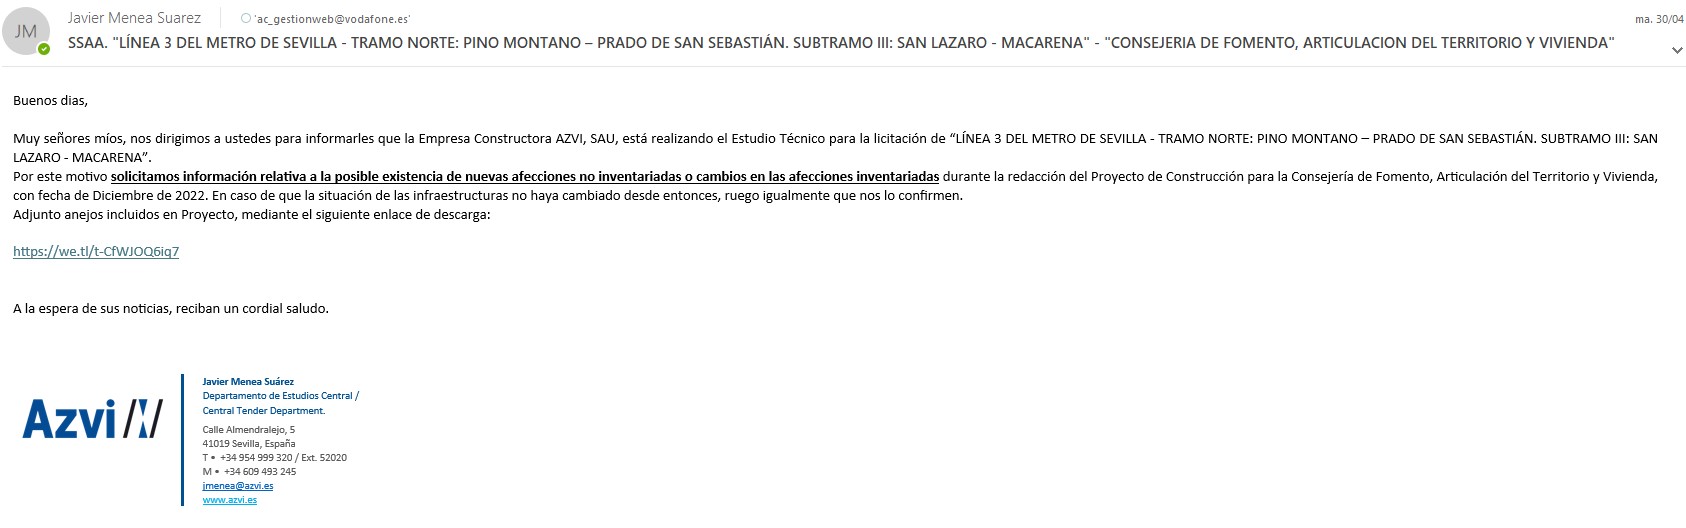 JM
Javier Menea Suarez
'ac_gestionweb@vodafone.es'
ma. 30/04
SSAA. "LÍNEA 3 DEL METRO DE SEVILLA - TRAMO NORTE: PINO MONTANO – PRADO DE SAN SEBASTIÁN. SUBTRAMO III: SAN LAZARO - MACARENA" - "CONSEJERIA DE FOMENTO, ARTICULACION DEL TERRITORIO Y VIVIENDA"
Buenos dias,
Muy señores míos, nos dirigimos a ustedes para informarles que la Empresa Constructora AZVI, SAU, está realizando el Estudio Técnico para la licitación de “LÍNEA 3 DEL METRO DE SEVILLA - TRAMO NORTE: PINO MONTANO – PRADO DE SAN SEBASTIÁN. SUBTRAMO III: SAN
LAZARO - MACARENA”.
Por este motivo solicitamos información relativa a la posible existencia de nuevas afecciones no inventariadas o cambios en las afecciones inventariadas durante la redacción del Proyecto de Construcción para la Consejería de Fomento, Articulación del Territorio y Vivienda,
con fecha de Diciembre de 2022. En caso de que la situación de las infraestructuras no haya cambiado desde entonces, ruego igualmente que nos lo confirmen.
Adjunto anejos incluidos en Proyecto, mediante el siguiente enlace de descarga:
https://we.tl/t-CfWJOQ6iq7
A la espera de sus noticias, reciban un cordial saludo.
Azvi
Javier Menea Suárez
Departamento de Estudios Central /
Central Tender Department.
Calle Almendralejo, 5
41019 Sevilla, España
T • +34 954 999 320 / Ext. 52020
M • +34 609 493 245
jmenea@azvi.es
www.azvi.es